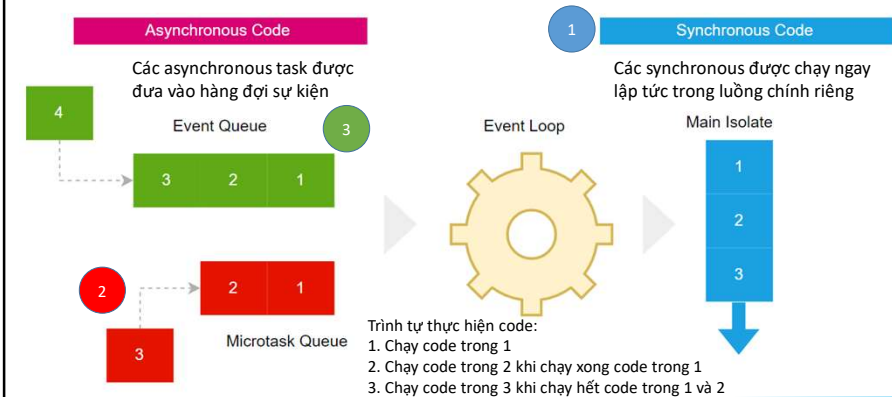 Asynchronous Code
1
Synchronous Code
Các asynchronous task được
đưa vào hàng đợi sự kiện
Các synchronous được chạy ngay
lập tức trong luồng chính riêng
4
Event Queue
3
Event Loop
Main Isolate
3 2 1
1
2
3
2
2 1
3
Microtask Queue
Trình tự thực hiện code:
1. Chạy code trong 1
2. Chạy code trong 2 khi chạy xong code trong 1
3. Chạy code trong 3 khi chạy hết code trong 1 và 2